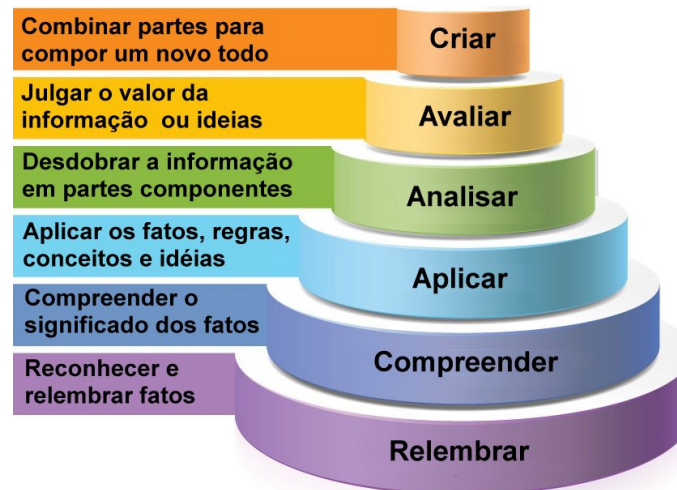 Combinar partes para
compor um novo todo
Criar
Julgar o valor da
informação ou ideias
Avaliar
Desdobrar a informação
em partes componentes
Analisar
Aplicar os fatos, regras,
conceitos e idéias
Aplicar
Compreender o
significado dos fatos
Compreender
Reconhecer e
relembrar fatos
Relembrar